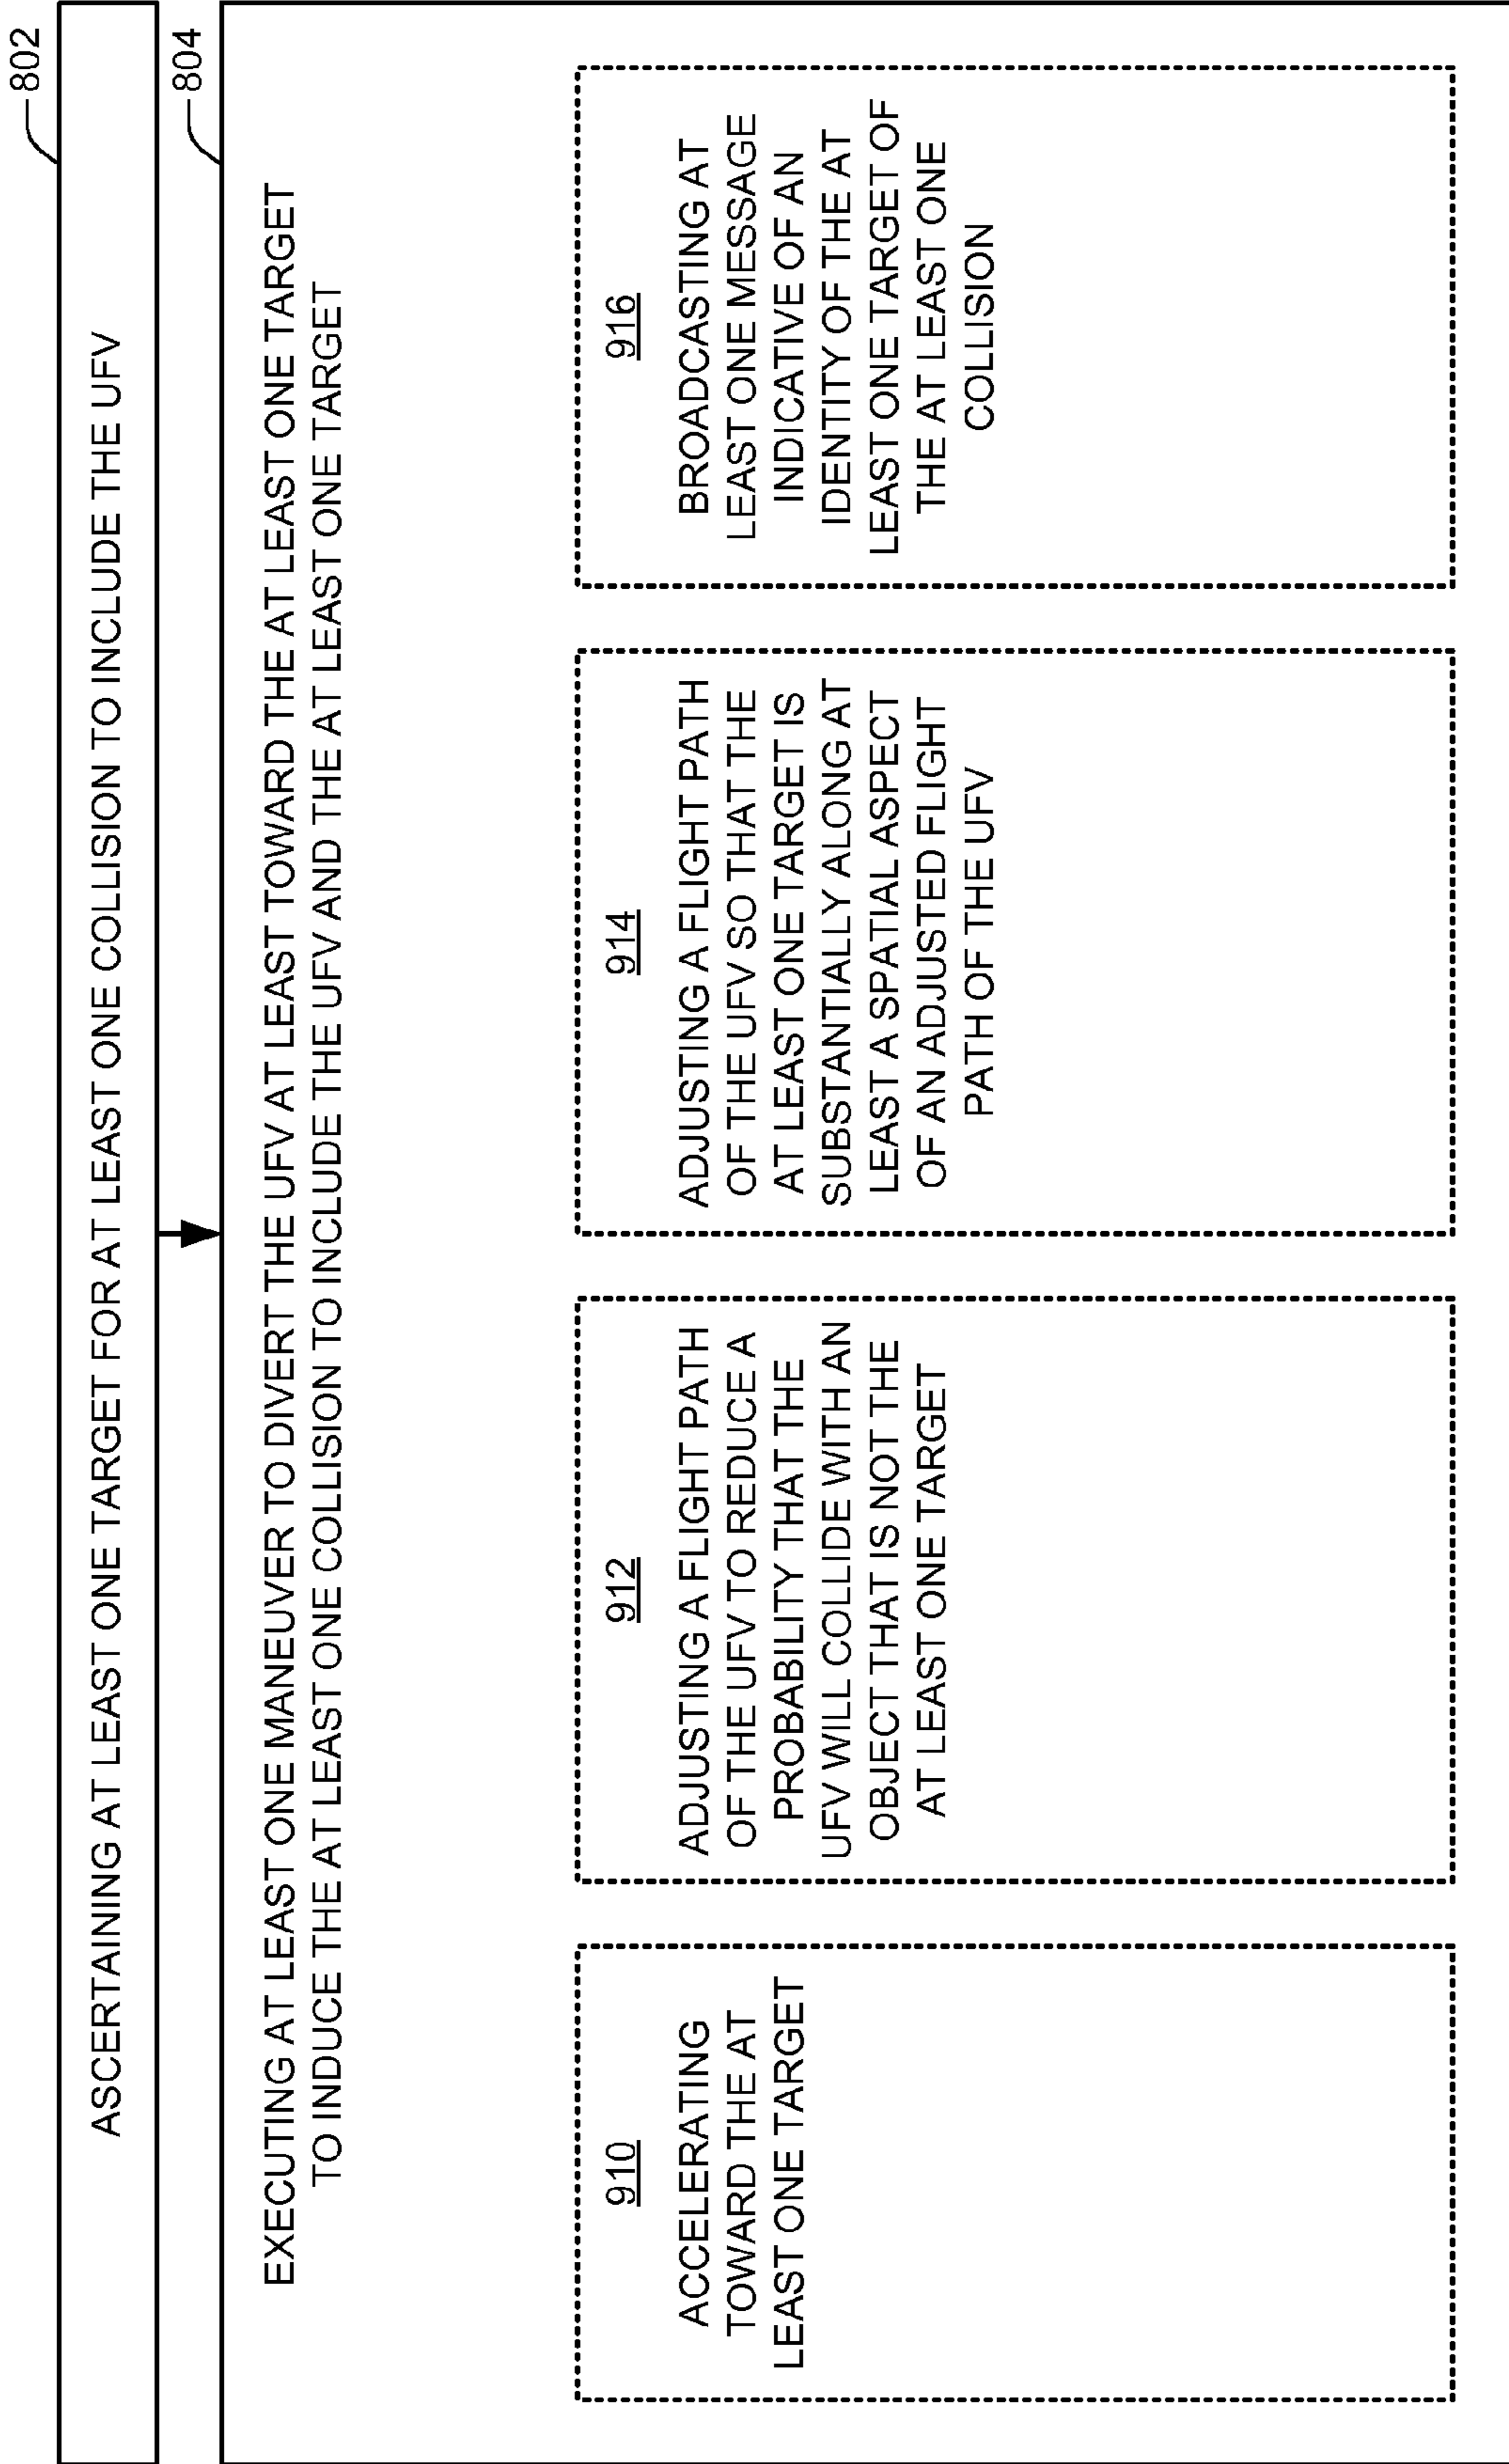 802
ASCERTAINING AT LEAST ONE TARGET FOR AT LEAST ONE COLLISION TO INCLUDE THE UFV
804
EXECUTING AT LEAST ONE MANEUVER TO DIVERT THE UFV AT LEAST TOWARD THE AT LEAST ONE TARGET
TO INDUCE THE AT LEAST ONE COLLISION TO INCLUDE THE UFV AND THE AT LEAST ONE TARGET
910
ACCELERATING
TOWARD THE AT
LEAST ONE TARGET
912
ADJUSTING A FLIGHT PATH
OF THE UFV TO REDUCE A
PROBABILITY THAT THE
UFV WILL COLLIDE WITH AN
OBJECT THAT IS NOT THE
AT LEAST ONE TARGET
914
ADJUSTING A FLIGHT PATH
OF THE UFV SO THAT THE
AT LEAST ONE TARGET IS
SUBSTANTIALLY ALONG AT
LEAST A SPATIAL ASPECT
OF AN ADJUSTED FLIGHT
PATH OF THE UFV
916
BROADCASTING AT
LEAST ONE MESSAGE
INDICATIVE OF AN
IDENTITY OF THE AT
LEAST ONE TARGET OF
THE AT LEAST ONE
COLLISION